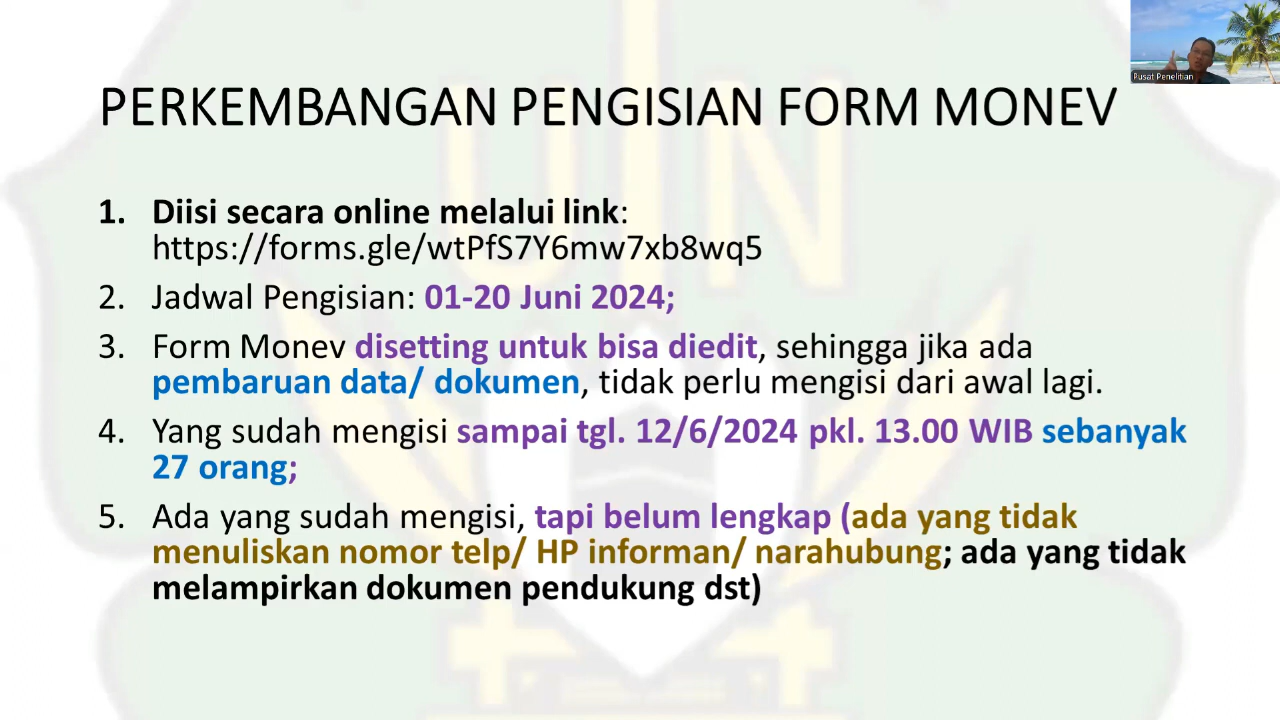 Pusat Penelitian
PERKEMBANGAN PENGISIAN FORM MONEV
1. Diisi secara online melalui link:
https://forms.gle/wtPfS7Y6mw7xb8wq5
2. Jadwal Pengisian: 01-20 Juni 2024;
3. Form Monev disetting untuk bisa diedit, sehingga jika ada
pembaruan data/ dokumen, tidak perlu mengisi dari awal lagi.
4. Yang sudah mengisi sampai tgl. 12/6/2024 pkl. 13.00 WIB sebanyak
27 orang;
5. Ada yang sudah mengisi, tapi belum lengkap (ada yang tidak
menuliskan nomor telp/ HP informan/ narahubung; ada yang tidak
melampirkan dokumen pendukung dst)
UIN